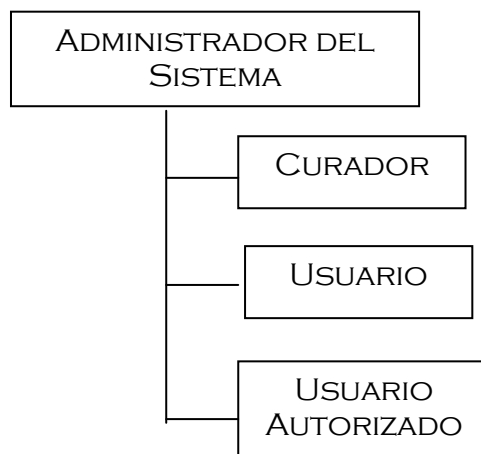 ADMINISTRADOR DEL
SISTEMA
CURADOR
USUARIO
USUARIO
AUTORIZADO